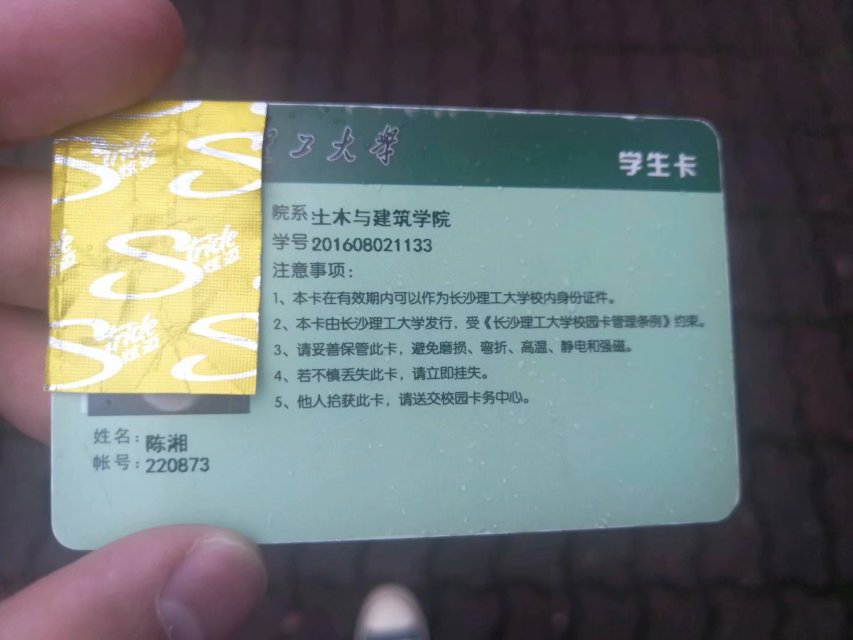 理工大学
学生卡
院系 土木与建筑学院
学号 201608021133
注意事项：
1、本卡在有效期内可以作为长沙理工大学校内身份证件。
2、本卡由长沙理工大学发行，受《长沙理工大学校园卡管理条例》约束。
3、请妥善保管此卡，避免磨损、弯折、高温、静电和强磁。
4、若不慎丢失此卡，请立即挂失。
5、他人拾获此卡，请送交校园卡务中心。
姓名：陈湘
帐号：220873
Stride
Stride
Stride